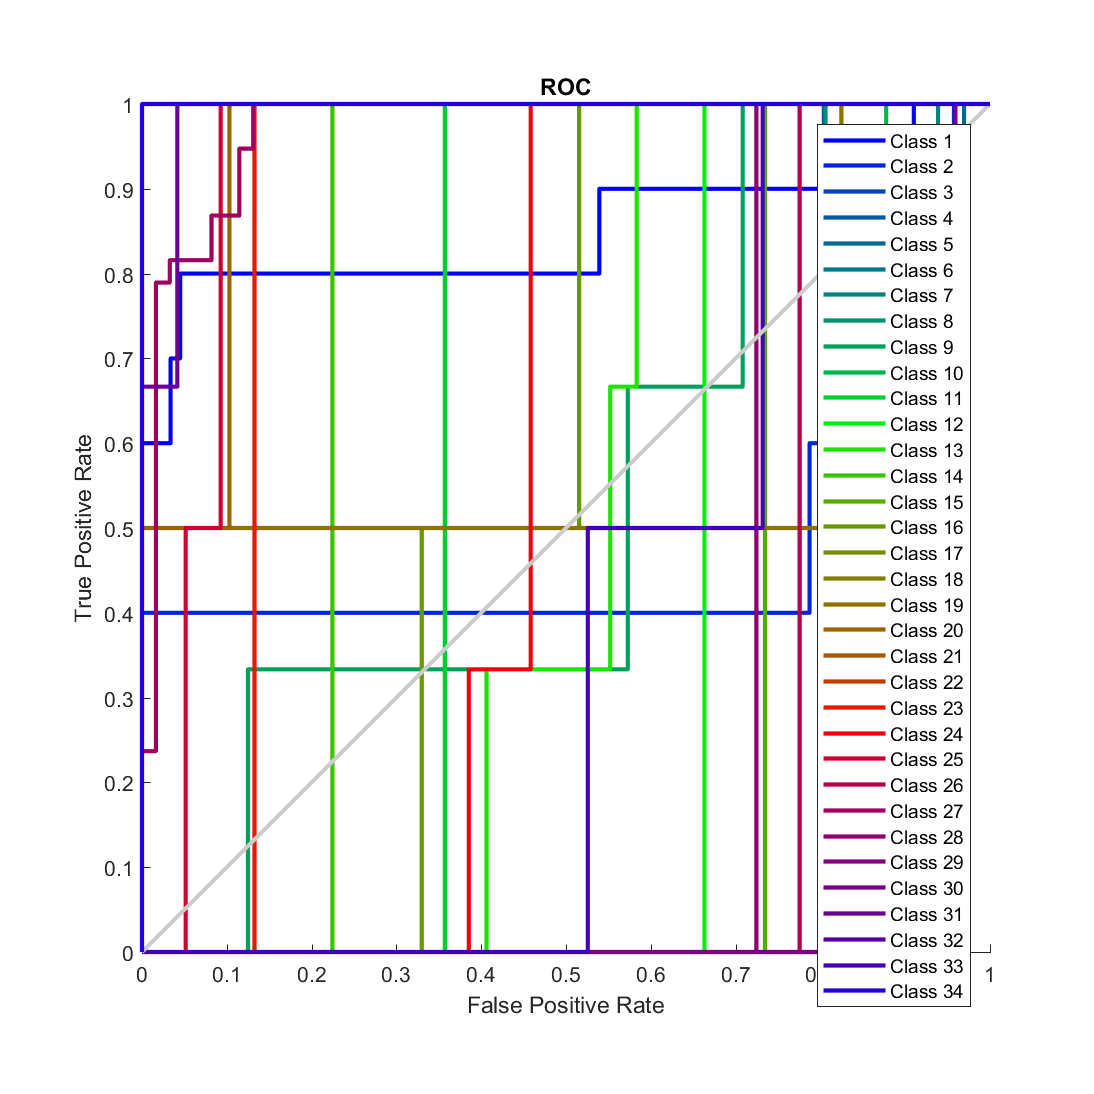 ROC
1
0.9
0.8
0.7
0.6
0.5
0.4
0.3
0.2
0.1
0
True Positive Rate
0 0.1 0.2 0.3 0.4 0.5 0.6 0.7 1
False Positive Rate
Class 1
Class 2
Class 3
Class 4
Class 5
Class 6
Class 7
Class 8
Class 9
Class 10
Class 11
Class 12
Class 13
Class 14
Class 15
Class 16
Class 17
Class 18
Class 19
Class 20
Class 21
Class 22
Class 23
Class 24
Class 25
Class 26
Class 27
Class 28
Class 29
Class 30
Class 31
Class 32
Class 33
Class 34